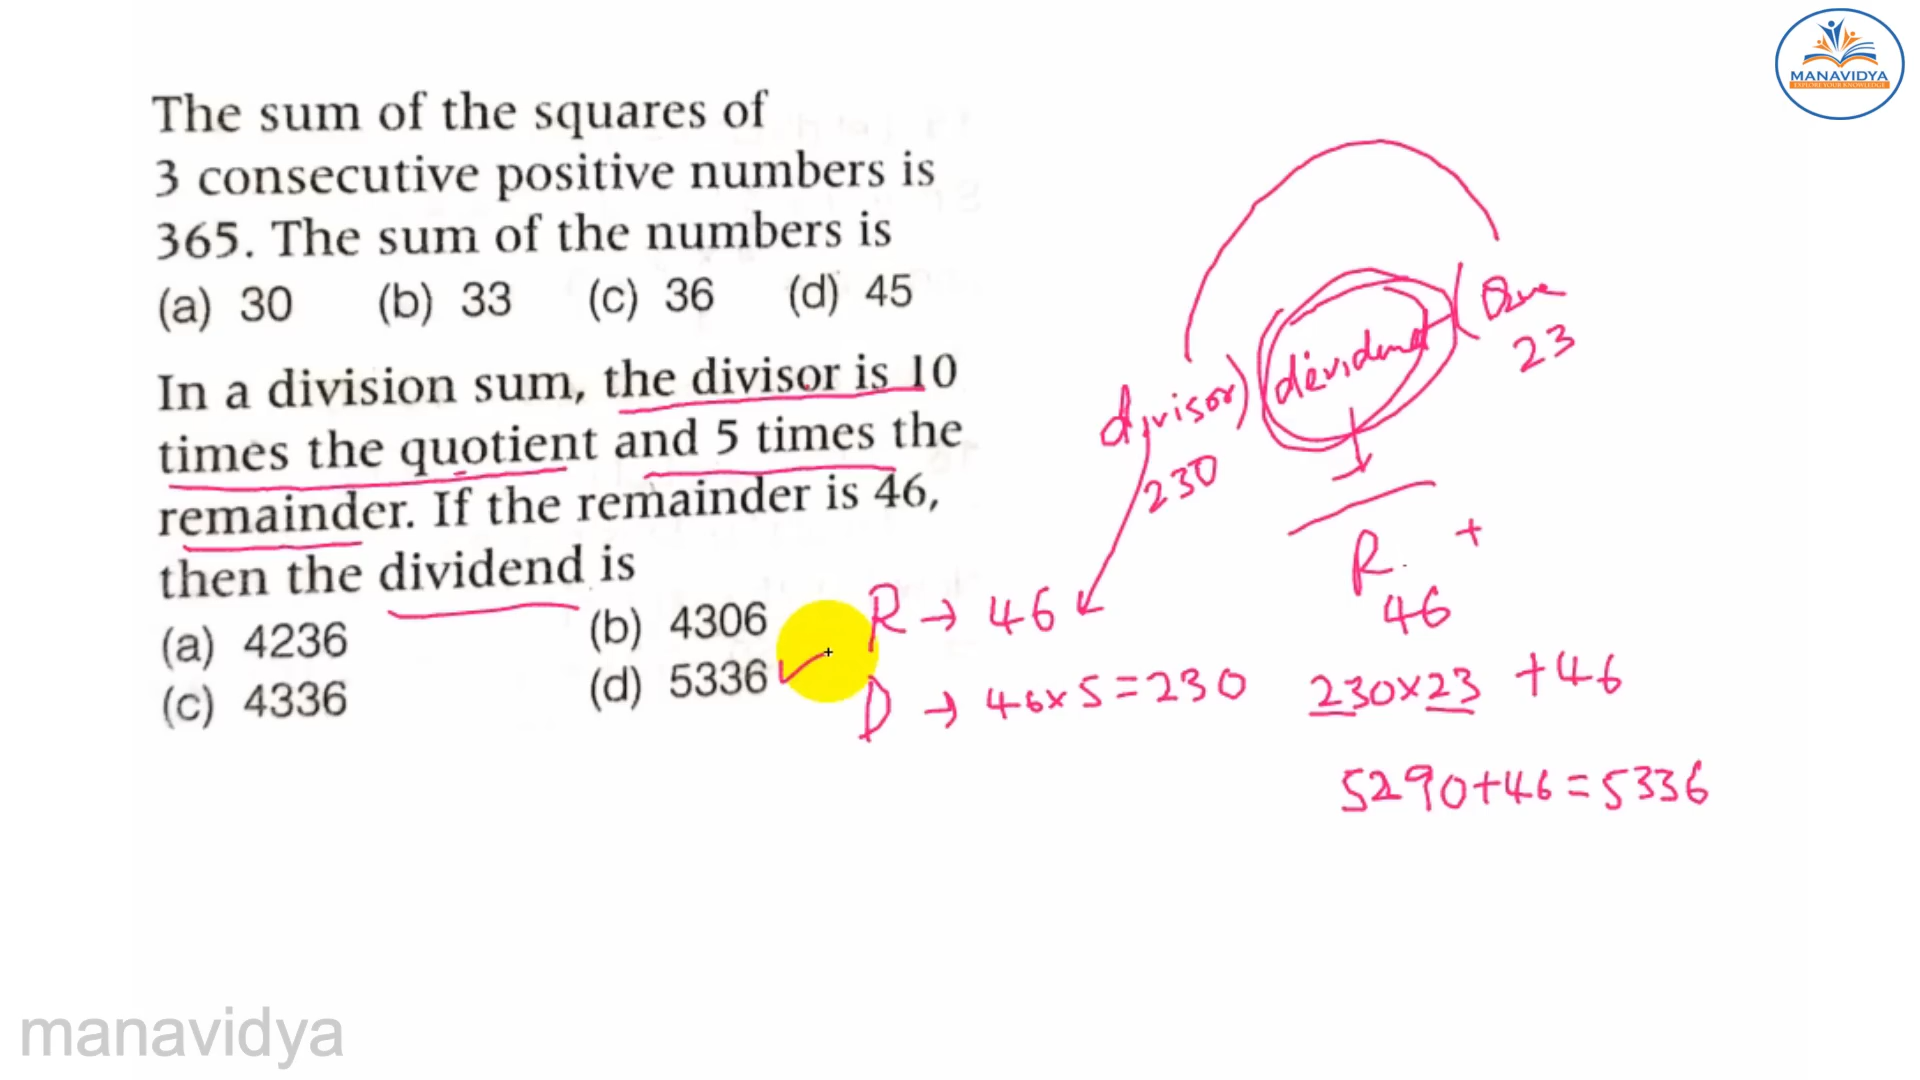 MANAVIDYA
EXPLORE YOUR KNOWLEDGE
The sum of the squares of
3 consecutive positive numbers is
365. The sum of the numbers is
(a) 30 (b) 33 (c) 36 (d) 45
In a division sum, the divisor is 10
times the quotient and 5 times the
remainder. If the remainder is 46,
then the dividend is
(a) 4236 (b) 4306
(c) 4336 (d) 5336
divisor) dividend (
23
230
R +
46
R → 46
D → 46 x 5 = 230
230 x 23 + 46
5290 + 46 = 5336
manavidya